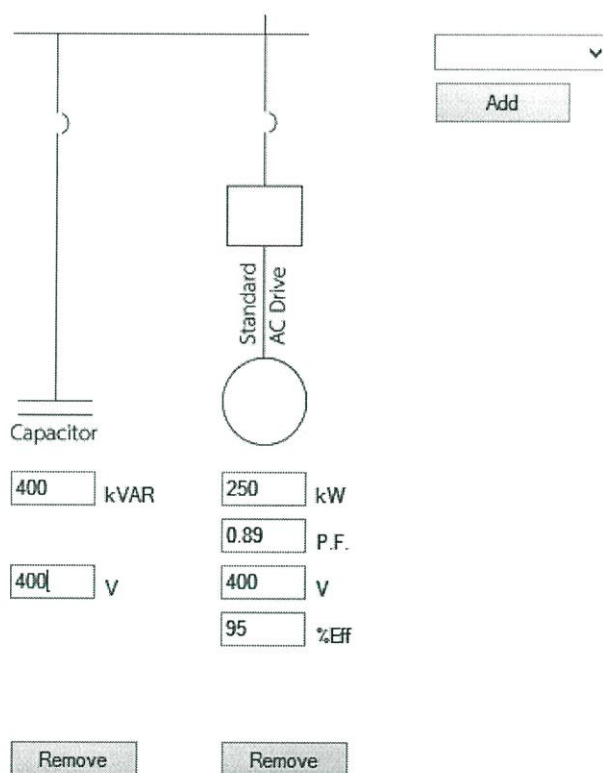 Add
Standard
AC Drive
Capacitor
400 kVAR
250 kW
0.89 P.F.
400 V
400 V
95 %Eff
Remove
Remove